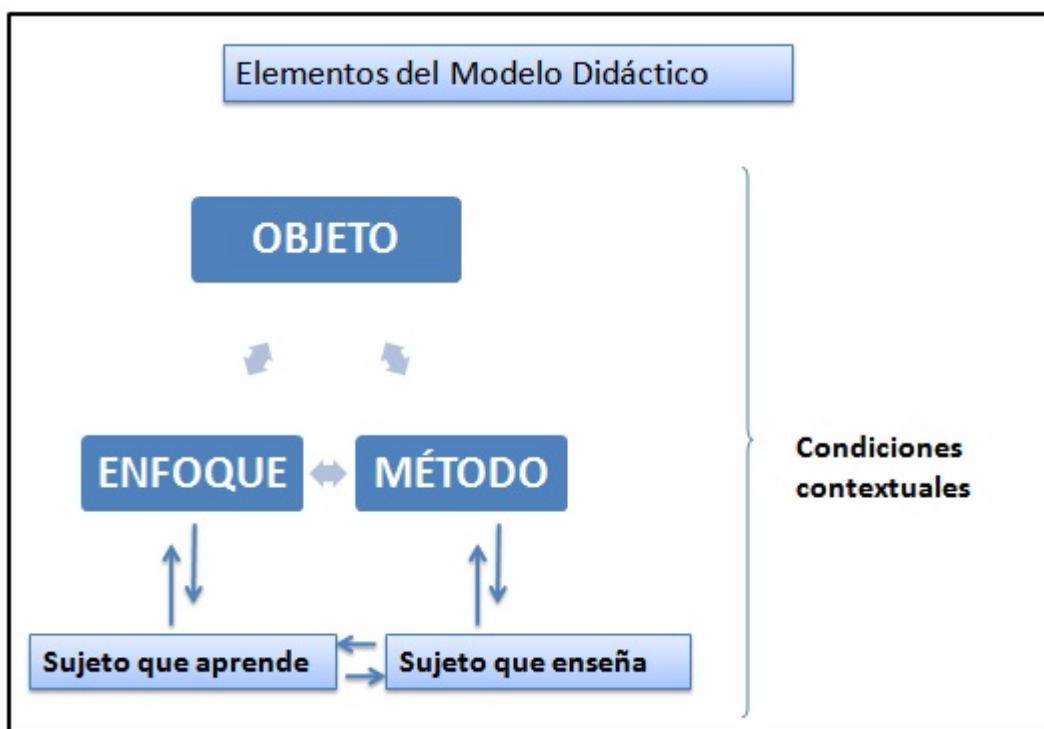 Elementos del Modelo Didáctico
OBJETO
ENFOQUE
MÉTODO
Condiciones
contextuales
Sujeto que aprende
Sujeto que enseña